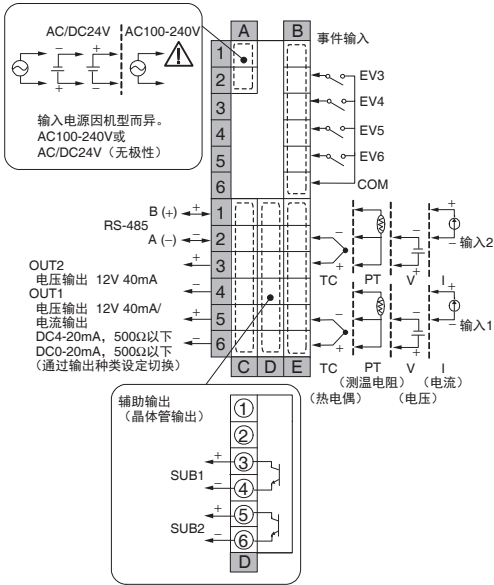 AC/DC24V AC100-240V
− + + −
输入电源因机型而异。
AC100-240V或
AC/DC24V（无极性）
A B
1
2
3
4
5
6
事件输入
EV3
EV4
EV5
EV6
COM
1
2
3
4
5
6
B (+)
RS-485
A (−)
+
OUT2
电压输出 12V 40mA
−
OUT1
电压输出 12V 40mA/
电流输出
+
DC4-20mA，500Ω以下
DC0-20mA，500Ω以下
−
（通过输出种类设定切换）
C D E
− + − + + −
输入2
TC PT V I
− + − + + −
输入1
TC PT V I
（测温电阻）（电流）
（热电偶） （电压）
辅助输出
（晶体管输出）
①
②
③
④
⑤
⑥
D
+
SUB1
−
+
SUB2
−